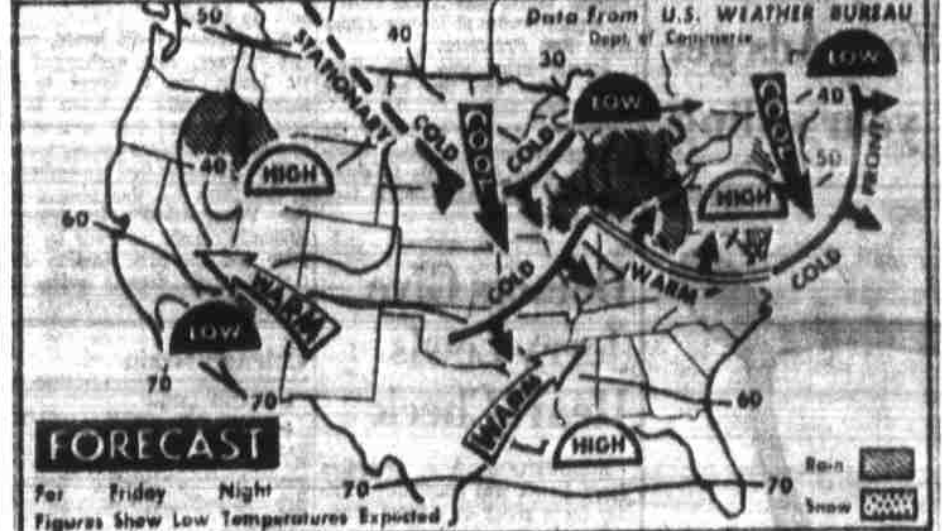 Data from U.S. WEATHER BUREAU
Dept. of Commerce
50
40
30
LOW
LOW
40
STATIONARY
COLD
COOL
COLD
COOL
FRONT
50
40
HIGH
HIGH
60
WARM
COLD
WARM
COLD
LOW
70
70
WARM
60
HIGH
FORECAST
For Friday Night
70
70
Figures Show Low Temperatures Expected
Rain
Snow